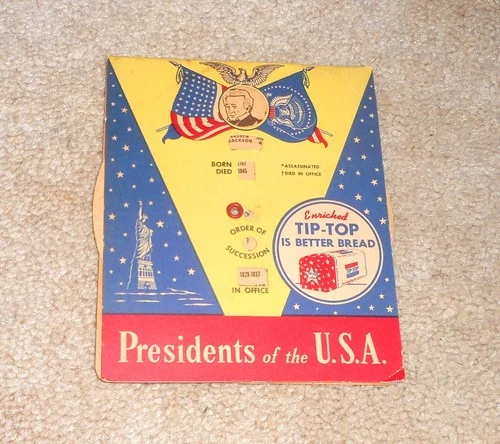 ANDREW
JACKSON
BORN
DIED
1767
1845
*ASSASSINATED
†DIED IN OFFICE
ORDER OF
SUCCESSION
7
1829-1837
IN OFFICE
Enriched
TIP-TOP
IS BETTER BREAD
Presidents of the U.S.A.